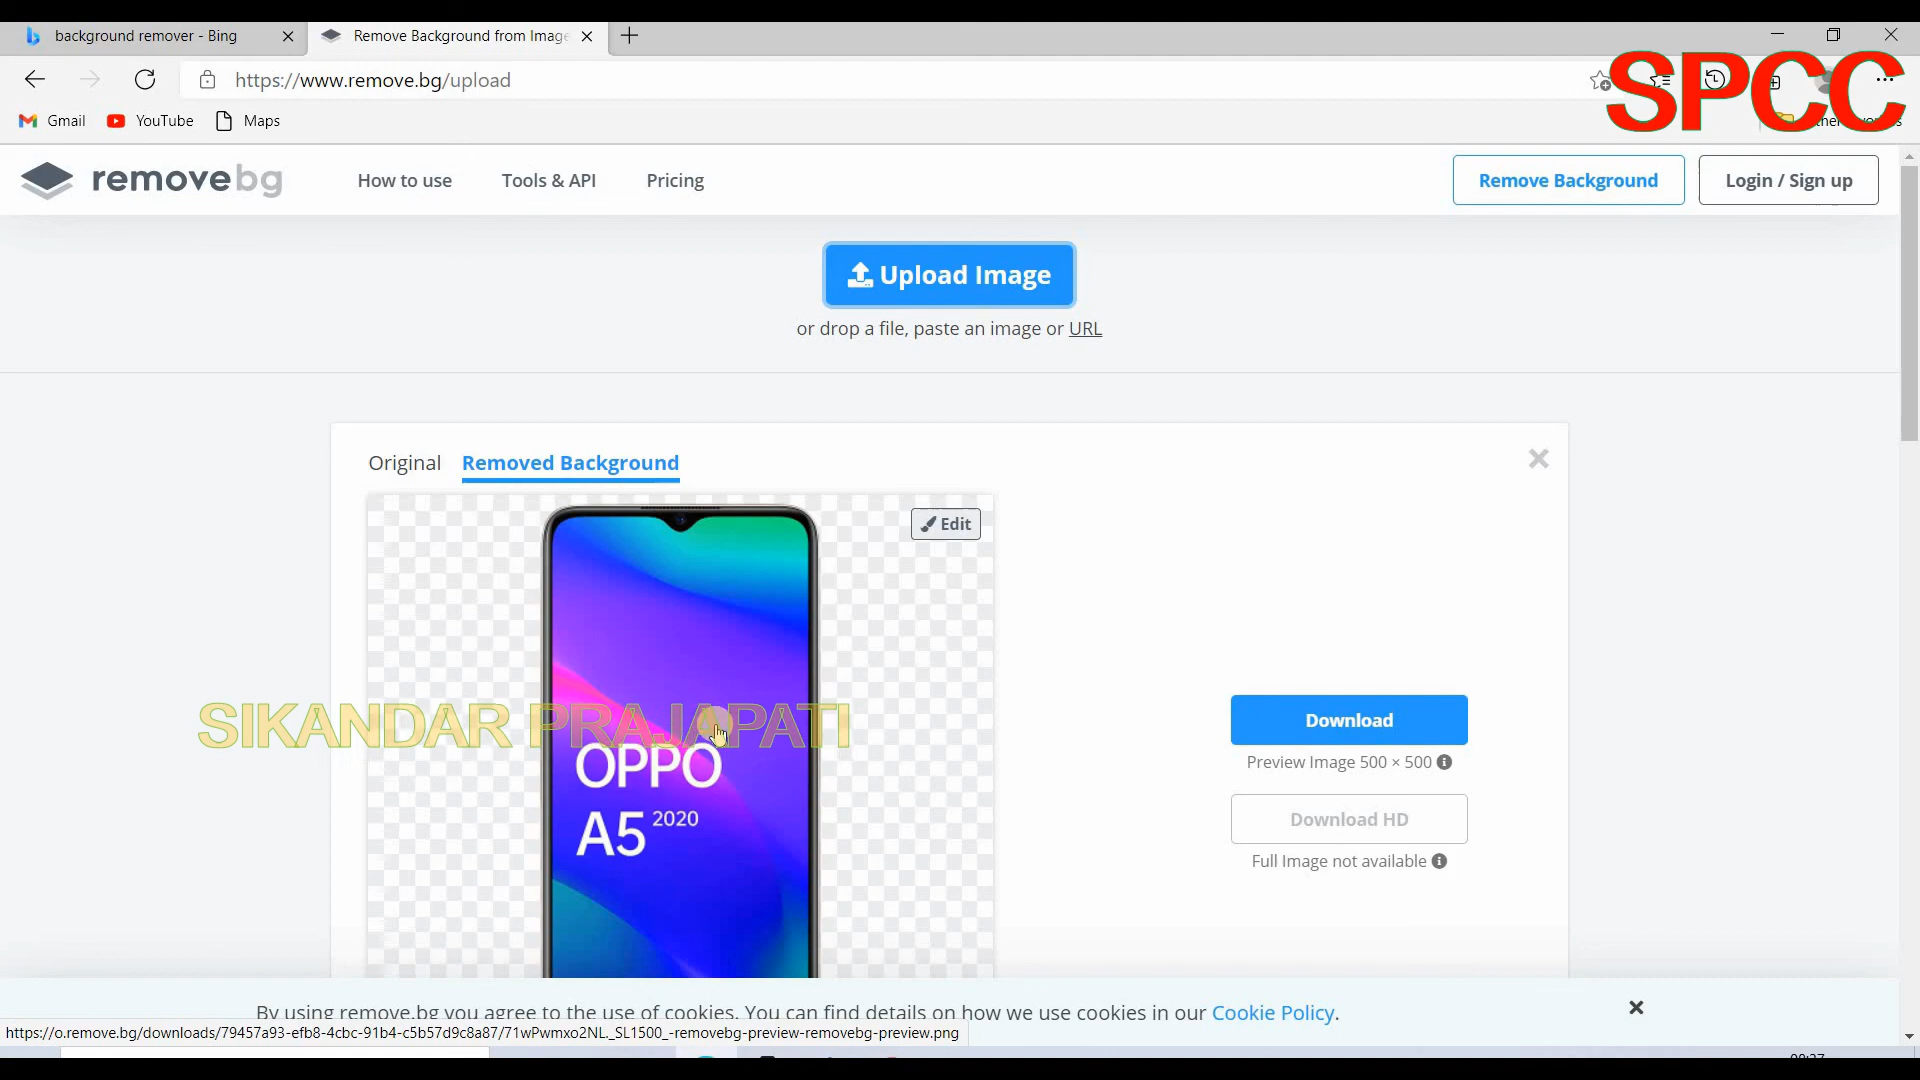 background remover - Bing
Remove Background from Image
https://www.remove.bg/upload
SPCC
Gmail
YouTube
Maps
removebg
How to use
Tools & API
Pricing
Remove Background
Login / Sign up
Upload Image
or drop a file, paste an image or URL
Original
Removed Background
Edit
SIKANDAR PRAJAPATI
OPPO
A5 2020
Download
Preview Image 500 × 500
Download HD
Full Image not available
By using remove.bg you agree to the use of cookies. You can find details on how we use cookies in our Cookie Policy.
https://o.remove.bg/downloads/79457a93-efb8-4cbc-91b4-c5b57d9c8a87/71wPwmxo2NL._SL1500_-removebg-preview-removebg-preview.png